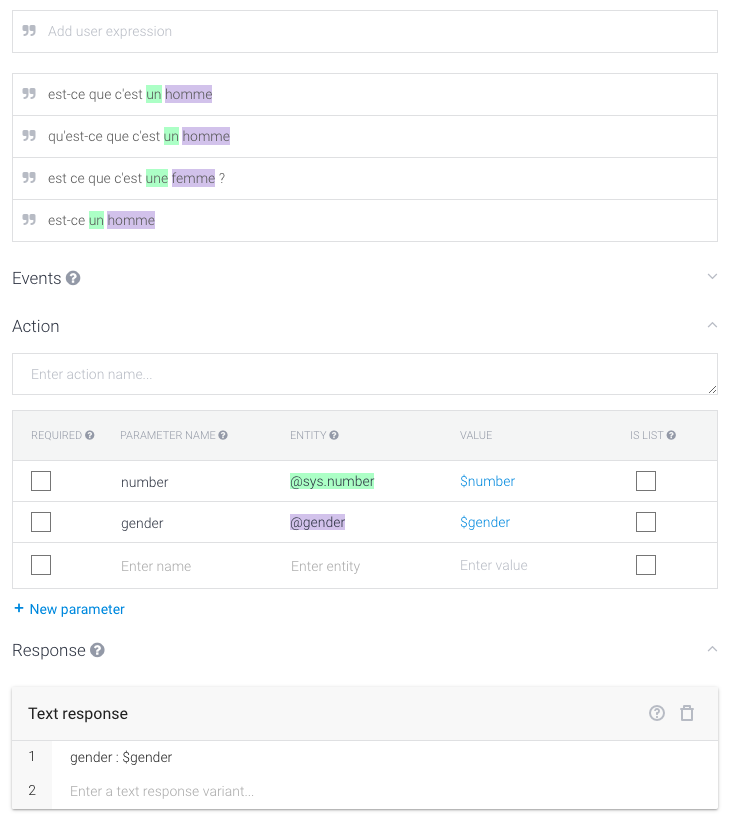 Add user expression
est-ce que c'est un homme
qu'est-ce que c'est un homme
est ce que c'est une femme ?
est-ce un homme
Events
Action
Enter action name...
REQUIRED PARAMETER NAME ENTITY VALUE IS LIST
number @sys.number $number
gender @gender $gender
Enter name Enter entity Enter value
+ New parameter
Response
Text response
1 gender : $gender
2 Enter a text response variant...